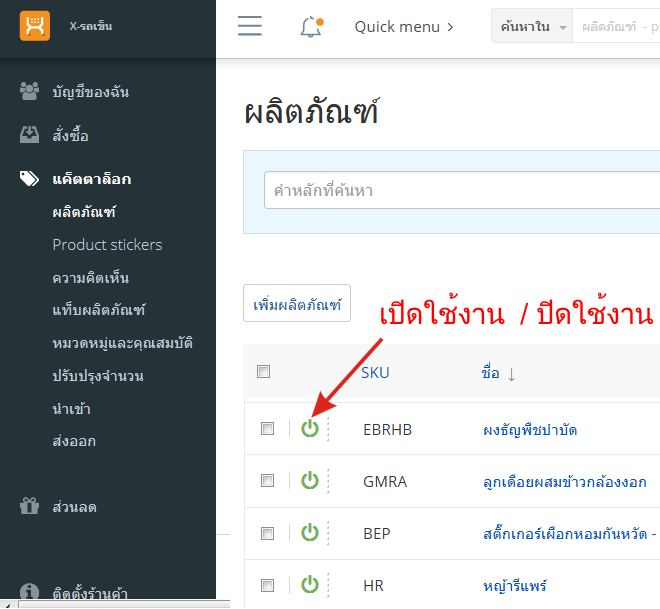 X-รถเข็น
Quick menu
ค้นหาใน
ผลิตภัณฑ์ - p
บัญชีของฉัน
สั่งซื้อ
แค็ตตาล็อก
ผลิตภัณฑ์
Product stickers
ความคิดเห็น
แท็บผลิตภัณฑ์
หมวดหมู่และคุณสมบัติ
ปรับปรุงจำนวน
นำเข้า
ส่งออก
ส่วนลด
ติดตั้งร้านค้า
ผลิตภัณฑ์
คำหลักที่ค้นหา
เพิ่มผลิตภัณฑ์
เปิดใช้งาน / ปิดใช้งาน
SKU ชื่อ ↓
EBRHB ผงธัญพืชบำบัด
GMRA ลูกเดือยผสมข้าวกล้องงอก
BEP สติ๊กเกอร์เผือกหอมกันหวัด -
HR หญ้ารีแพร์